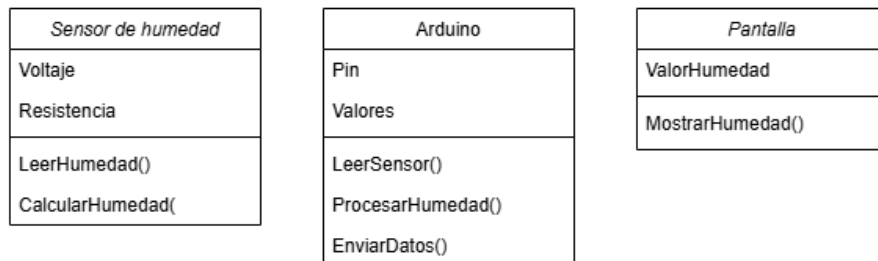 Sensor de humedad
Voltaje
Resistencia
LeerHumedad()
CalcularHumedad(
Arduino
Pin
Valores
LeerSensor()
ProcesarHumedad()
EnviarDatos()
Pantalla
ValorHumedad
MostrarHumedad()